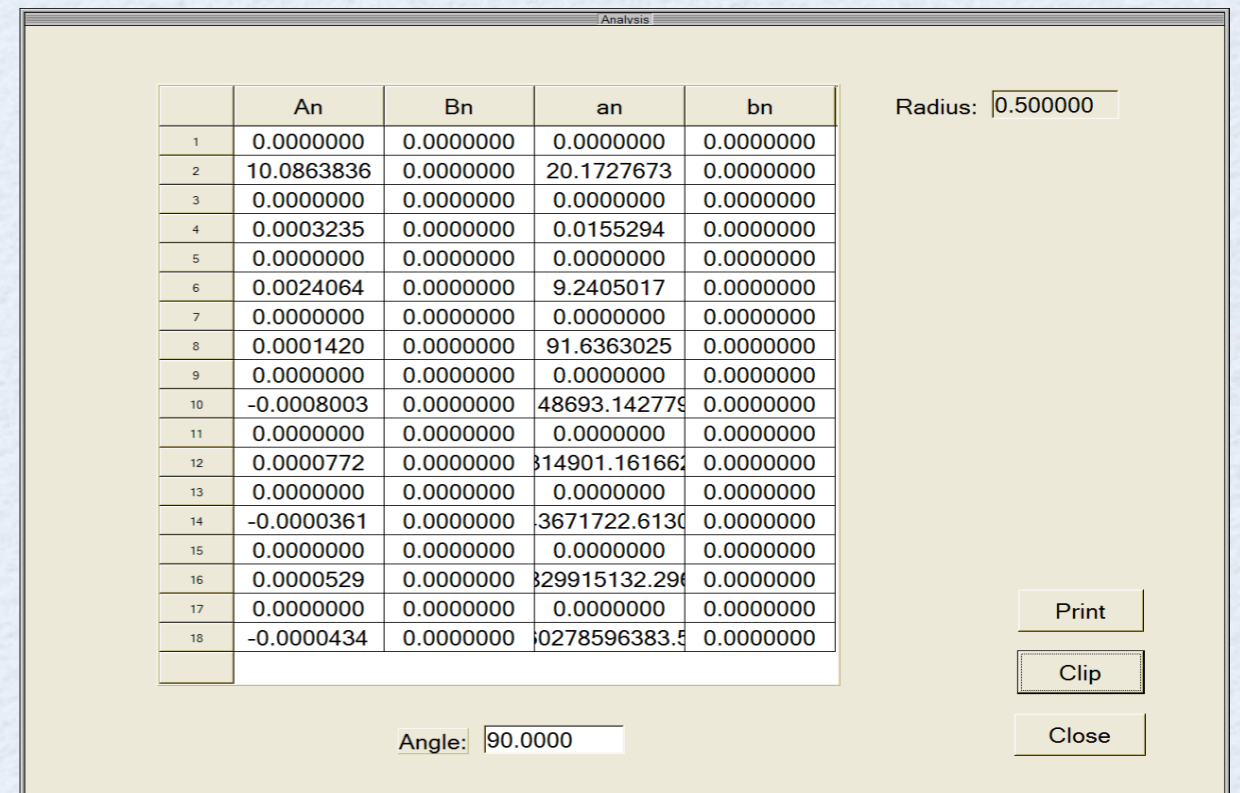 Analysis
An Bn an bn
Radius: 0.500000
1 0.0000000 0.0000000 0.0000000 0.0000000
2 10.0863836 0.0000000 20.1727673 0.0000000
3 0.0000000 0.0000000 0.0000000 0.0000000
4 0.0003235 0.0000000 0.0155294 0.0000000
5 0.0000000 0.0000000 0.0000000 0.0000000
6 0.0024064 0.0000000 9.2405017 0.0000000
7 0.0000000 0.0000000 0.0000000 0.0000000
8 0.0001420 0.0000000 91.6363025 0.0000000
9 0.0000000 0.0000000 0.0000000 0.0000000
10 -0.0008003 0.0000000 48693.142779 0.0000000
11 0.0000000 0.0000000 0.0000000 0.0000000
12 0.0000772 0.0000000 314901.161662 0.0000000
13 0.0000000 0.0000000 0.0000000 0.0000000
14 -0.0000361 0.0000000 3671722.6130 0.0000000
15 0.0000000 0.0000000 0.0000000 0.0000000
16 0.0000529 0.0000000 329915132.296 0.0000000
17 0.0000000 0.0000000 0.0000000 0.0000000
18 -0.0000434 0.0000000 0278596383.5 0.0000000
Print
Clip
Close
Angle: 90.0000